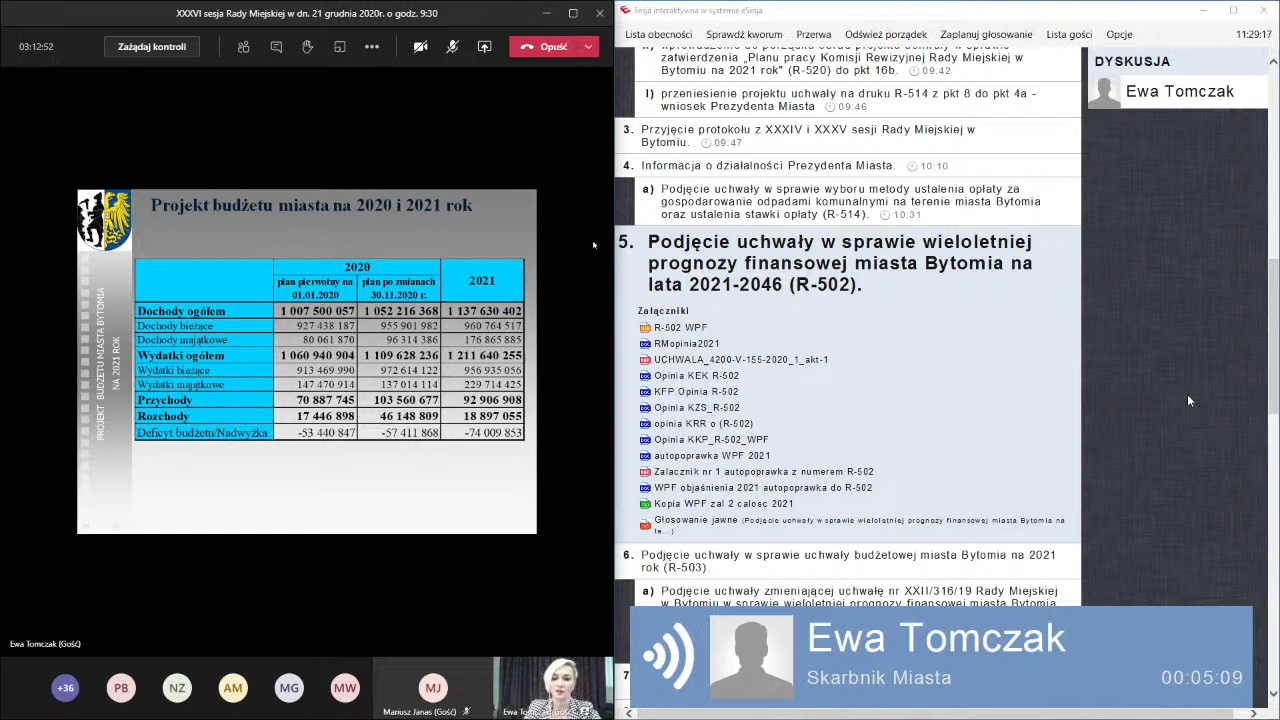 XXXVI sesja Rady Miejskiej w dn. 21 grudnia 2020r. o godz. 9:30
03:12:52
Zażądaj kontroli
Opuść
Projekt budżetu miasta na 2020 i 2021 rok
PROJEKT BUDŻETU MIASTA BYTOMIA
NA 2021 ROK
2020
2021
plan pierwotny na 01.01.2020
plan po zmianach 30.11.2020 r.
Dochody ogółem 1 007 500 057 1 052 216 368 1 137 630 402
Dochody bieżące 927 438 187 955 901 982 960 764 517
Dochody majątkowe 80 061 870 96 314 386 176 865 885
Wydatki ogółem 1 060 940 904 1 109 628 236 1 211 640 255
Wydatki bieżące 913 469 990 972 614 122 956 935 056
Wydatki majątkowe 147 470 914 137 014 114 229 714 425
Przychody 70 887 745 103 560 677 92 906 908
Rozchody 17 446 898 46 148 809 18 897 055
Deficyt budżetu/Nadwyżka -53 440 847 -57 411 868 -74 009 853
Ewa Tomczak (Gość)
+36 PB NZ AM MG MW MJ
Mariusz Janas (Gość)
Sesja interaktywna w systemie eSesja
Lista obecności Sprawdź kworum Przerwa Odśwież porządek Zaplanuj głosowanie Lista gości Opcje 11:29:17
zatwierdzenia „Planu pracy Komisji Rewizyjnej Rady Miejskiej w
Bytomiu na 2021 rok" (R-520) do pkt 16b. 09:42
l) przeniesienie projektu uchwały na druku R-514 z pkt 8 do pkt 4a -
wniosek Prezydenta Miasta 09:46
3. Przyjęcie protokołu z XXXIV i XXXV sesji Rady Miejskiej w
Bytomiu. 09:47
4. Informacja o działalności Prezydenta Miasta. 10:10
a) Podjęcie uchwały w sprawie wyboru metody ustalenia opłaty za
gospodarowanie odpadami komunalnymi na terenie miasta Bytomia
oraz ustalenia stawki opłaty (R-514). 10:31
5. Podjęcie uchwały w sprawie wieloletniej
prognozy finansowej miasta Bytomia na
lata 2021-2046 (R-502).
Załączniki
R-502 WPF
RMopinia2021
UCHWALA_4200-V-155-2020_1_akt-1
Opinia KEK R-502
KFP Opinia R-502
Opinia KZS_R-502
opinia KRR o (R-502)
Opinia KKP_R-502_WPF
autopoprawka WPF 2021
Zalacznik nr 1 autopoprawka z numerem R-502
WPF objaśnienia 2021 autopoprawka do R-502
Kopia WPF zal 2 calosc 2021
Głosowanie jawne (Podjęcie uchwały w sprawie wieloletniej prognozy finansowej miasta Bytomia na
la...)
6. Podjęcie uchwały w sprawie uchwały budżetowej miasta Bytomia na 2021
rok (R-503).
a) Podjęcie uchwały zmieniającej uchwałę nr XXII/316/19 Rady Miejskiej
w Bytomiu w sprawie wieloletniej prognozy finansowej miasta Bytomia
7
DYSKUSJA
Ewa Tomczak
Ewa Tomczak
Skarbnik Miasta 00:05:09